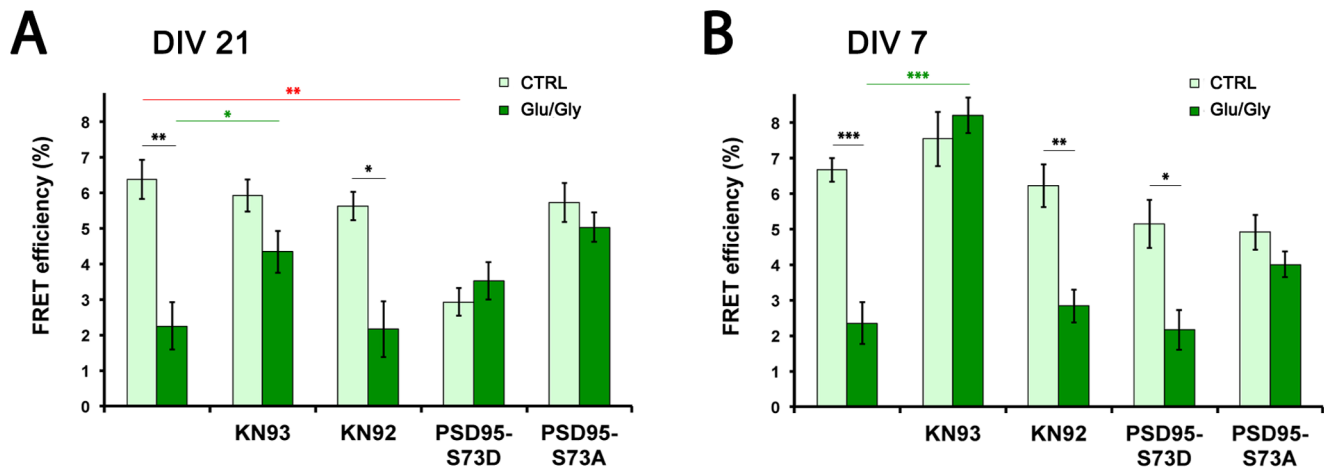 A
DIV 21
CTRL
Glu/Gly
**
*
**
*
FRET efficiency (%)
8
7
6
5
4
3
2
1
0
KN93
KN92
PSD95-
S73D
PSD95-
S73A
B
DIV 7
CTRL
Glu/Gly
***
***
**
*
FRET efficiency (%)
8
7
6
5
4
3
2
1
0
KN93
KN92
PSD95-
S73D
PSD95-
S73A